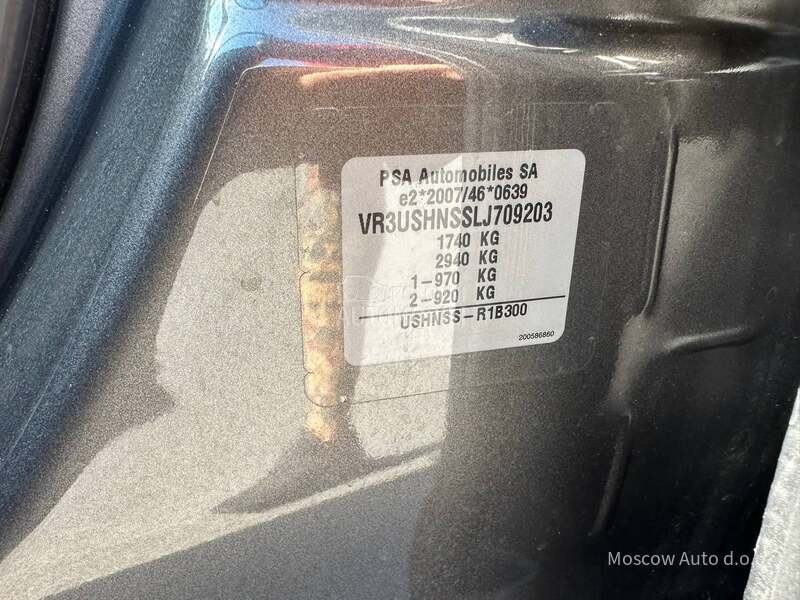 PSA Automobiles SA
e2*2007/46*0639
VR3USHNSSLJ709203
1740 KG
2940 KG
1-970 KG
2-920 KG
USHNSS-R1B300
200586860
Moscow Auto d.o.